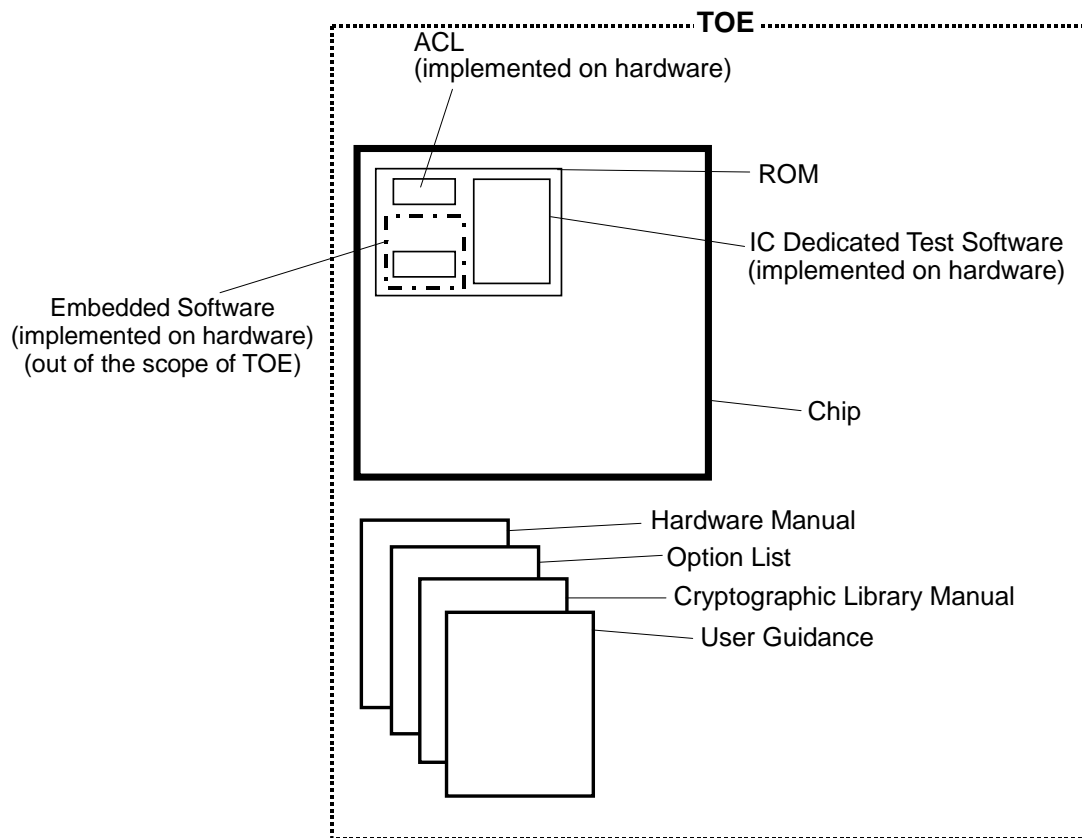 TOE
ACL
(implemented on hardware)
ROM
IC Dedicated Test Software
(implemented on hardware)
Embedded Software
(implemented on hardware)
(out of the scope of TOE)
Chip
Hardware Manual
Option List
Cryptographic Library Manual
User Guidance